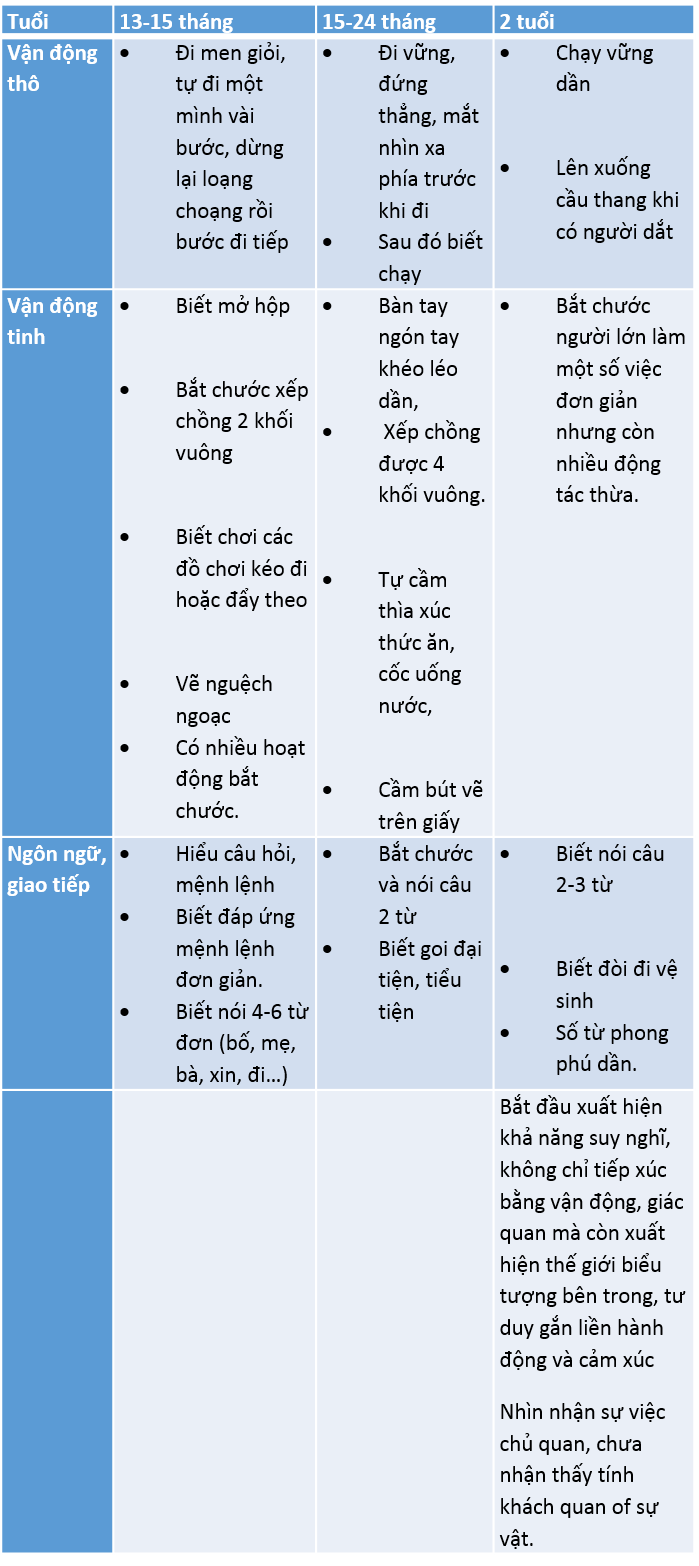 Tuổi 13-15 tháng 15-24 tháng 2 tuổi
Vận động
thô
• Đi men giỏi,
tự đi một
mình vài
bước, dừng
lại loạng
choạng rồi
bước đi tiếp
• Đi vững,
đứng
thẳng, mắt
nhìn xa
phía trước
khi đi
• Sau đó biết
chạy
• Chạy vững
dần
• Lên xuống
cầu thang khi
có người dắt
Vận động
tinh
• Biết mở hộp
• Bắt chước xếp
chồng 2 khối
vuông
• Biết chơi các
đồ chơi kéo đi
hoặc đẩy theo
• Vẽ nguệch
ngoạc
• Có nhiều hoạt
động bắt
chước.
• Bàn tay
ngón tay
khéo léo
dần,
• Xếp chồng
được 4
khối vuông.
• Tự cầm
thìa xúc
thức ăn,
cốc uống
nước,
• Cầm bút vẽ
trên giấy
• Bắt chước
người lớn làm
một số việc
đơn giản
nhưng còn
nhiều động
tác thừa.
Ngôn ngữ,
giao tiếp
• Hiểu câu hỏi,
mệnh lệnh
• Biết đáp ứng
mệnh lệnh
đơn giản.
• Biết nói 4-6 từ
đơn (bố, mẹ,
bà, xin, đi...)
• Bắt chước
và nói câu
2 từ
• Biết goi đại
tiện, tiểu
tiện
• Biết nói câu
2-3 từ
• Biết đòi đi vệ
sinh
• Số từ phong
phú dần.
Bắt đầu xuất hiện
khả năng suy nghĩ,
không chỉ tiếp xúc
bằng vận động, giác
quan mà còn xuất
hiện thế giới biểu
tượng bên trong, tư
duy gắn liền hành
động và cảm xúc
Nhìn nhận sự việc
chủ quan, chưa
nhận thấy tính
khách quan of sự
vật.